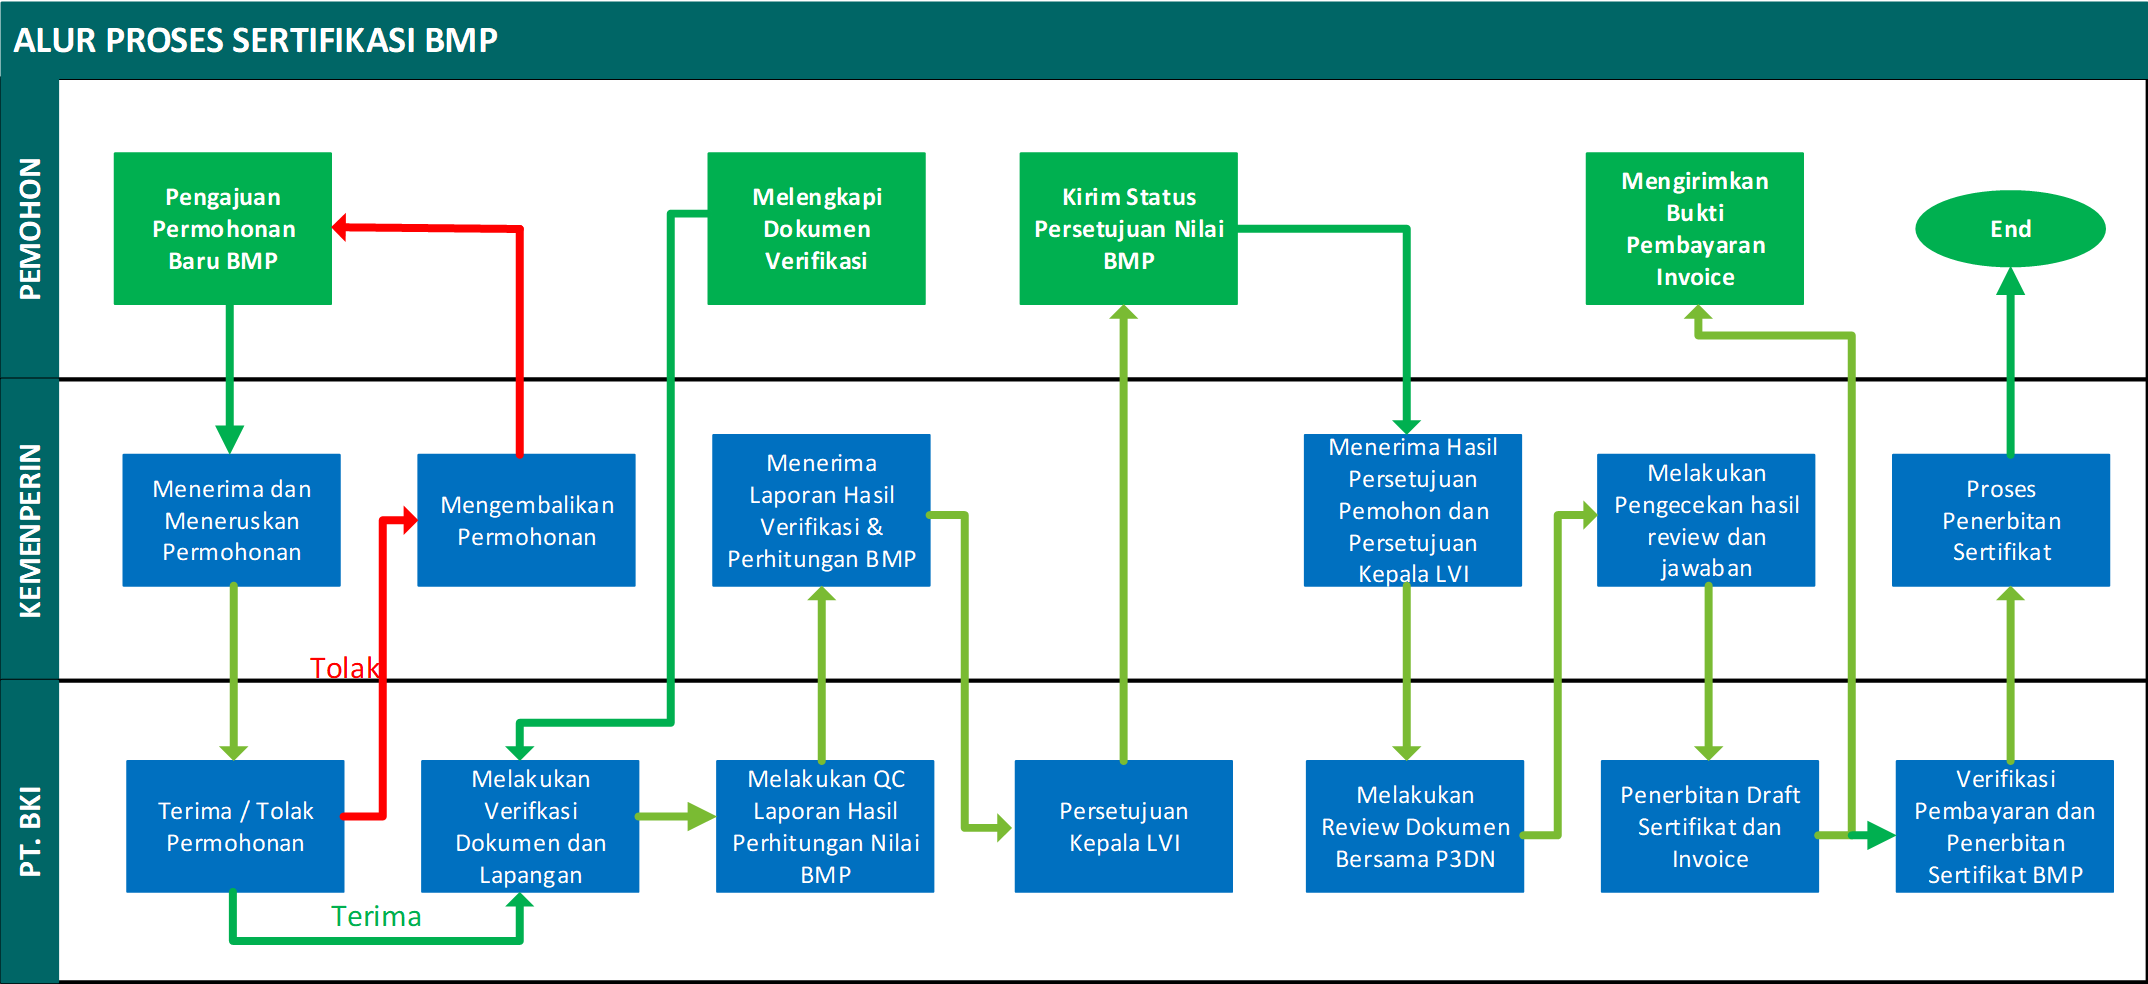 ALUR PROSES SERTIFIKASI BMP
PEMOHON
Pengajuan
Permohonan
Baru BMP
Melengkapi
Dokumen
Verifikasi
Kirim Status
Persetujuan Nilai
BMP
Mengirimkan
Bukti
Pembayaran
Invoice
End
KEMENPERIN
Menerima dan
Meneruskan
Permohonan
Mengembalikan
Permohonan
Menerima
Laporan Hasil
Verifikasi &
Perhitungan BMP
Menerima Hasil
Persetujuan
Pemohon dan
Persetujuan
Kepala LVI
Melakukan
Pengecekan hasil
review dan
jawaban
Proses
Penerbitan
Sertifikat
Tolak
PT. BKI
Terima / Tolak
Permohonan
Melakukan
Verifkasi
Dokumen dan
Lapangan
Melakukan QC
Laporan Hasil
Perhitungan Nilai
BMP
Persetujuan
Kepala LVI
Melakukan
Review Dokumen
Bersama P3DN
Penerbitan Draft
Sertifikat dan
Invoice
Verifikasi
Pembayaran dan
Penerbitan
Sertifikat BMP
Terima